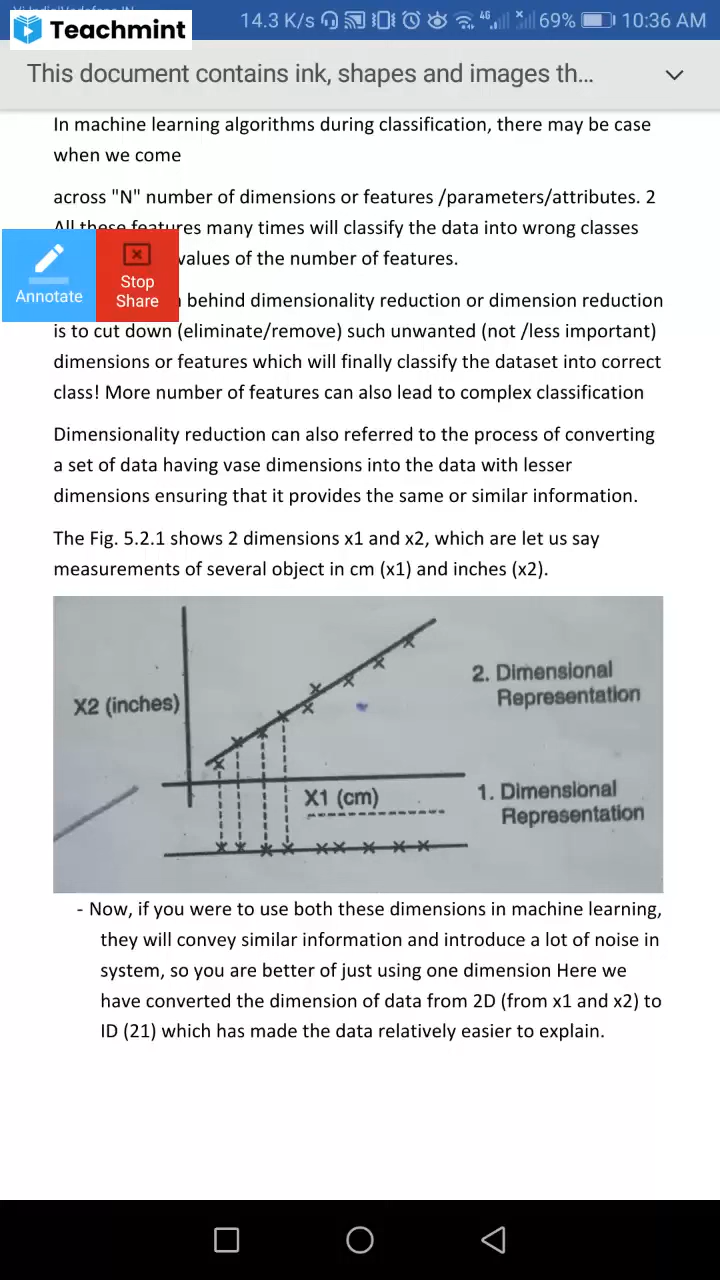 14.3 K/s 4G 69% 10:36 AM
Teachmint
This document contains ink, shapes and images th...
In machine learning algorithms during classification, there may be case
when we come
across "N" number of dimensions or features /parameters/attributes. 2
All these features many times will classify the data into wrong classes
values of the number of features.
Annotate
Stop
Share
behind dimensionality reduction or dimension reduction
is to cut down (eliminate/remove) such unwanted (not /less important)
dimensions or features which will finally classify the dataset into correct
class! More number of features can also lead to complex classification
Dimensionality reduction can also referred to the process of converting
a set of data having vase dimensions into the data with lesser
dimensions ensuring that it provides the same or similar information.
The Fig. 5.2.1 shows 2 dimensions x1 and x2, which are let us say
measurements of several object in cm (x1) and inches (x2).
X2 (inches)
2. Dimensional
Representation
X1 (cm)
1. Dimensional
Representation
- Now, if you were to use both these dimensions in machine learning,
they will convey similar information and introduce a lot of noise in
system, so you are better of just using one dimension Here we
have converted the dimension of data from 2D (from x1 and x2) to
ID (21) which has made the data relatively easier to explain.